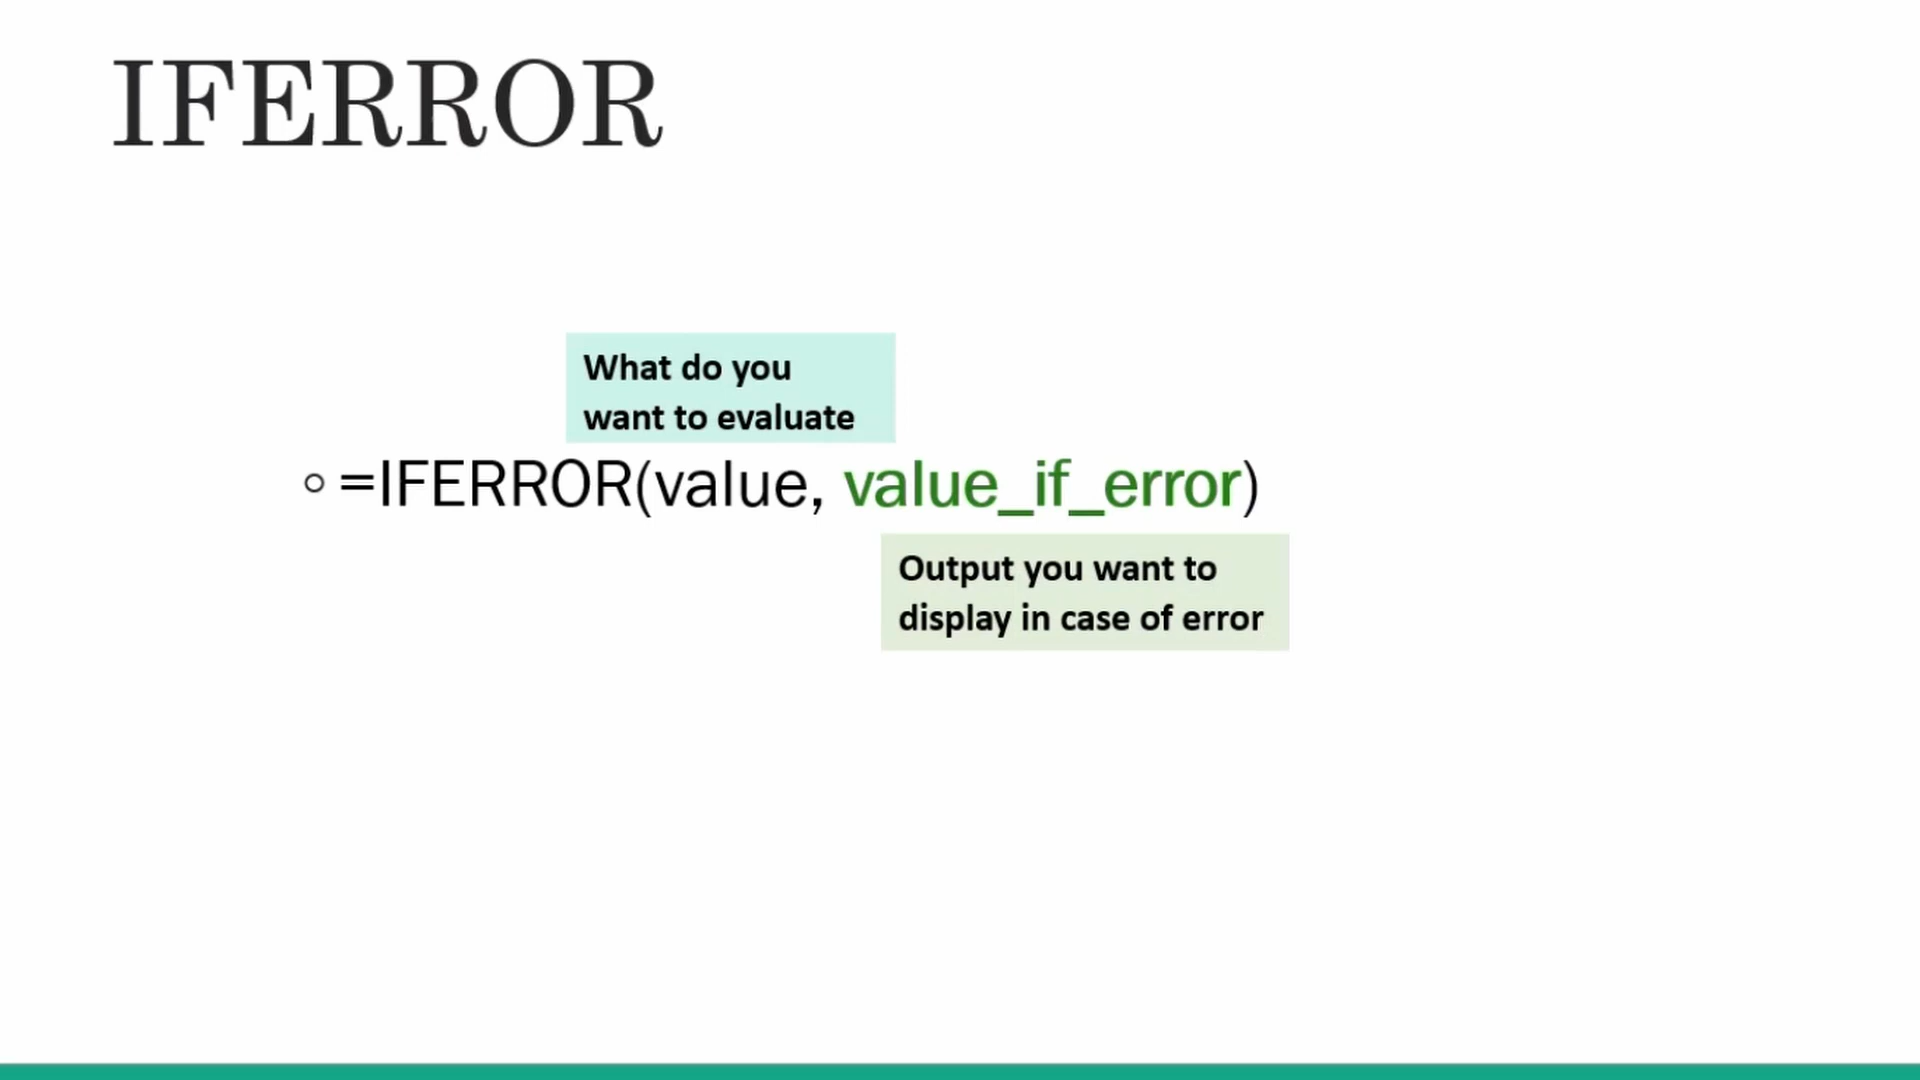 IFERROR
What do you
want to evaluate
=IFERROR(value, value_if_error)
Output you want to
display in case of error